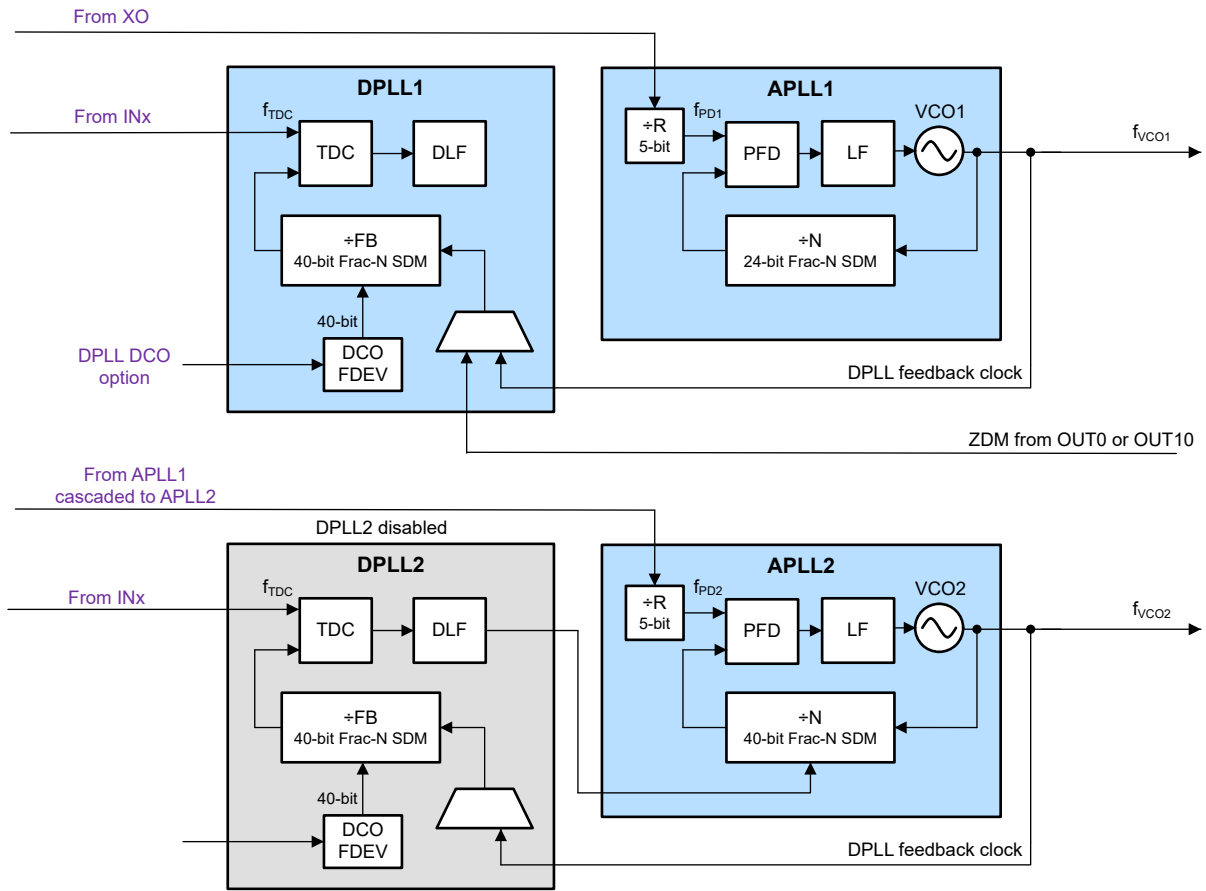 From XO
DPLL1
APLL1
From INx
fTDC
TDC
DLF
÷R
5-bit
fPD1
PFD
LF
VCO1
fVCO1
÷FB
40-bit Frac-N SDM
÷N
24-bit Frac-N SDM
40-bit
DPLL DCO
option
DCO
FDEV
DPLL feedback clock
ZDM from OUT0 or OUT10
From APLL1
cascaded to APLL2
DPLL2 disabled
DPLL2
APLL2
From INx
fTDC
TDC
DLF
÷R
5-bit
fPD2
PFD
LF
VCO2
fVCO2
÷FB
40-bit Frac-N SDM
÷N
40-bit Frac-N SDM
40-bit
DCO
FDEV
DPLL feedback clock